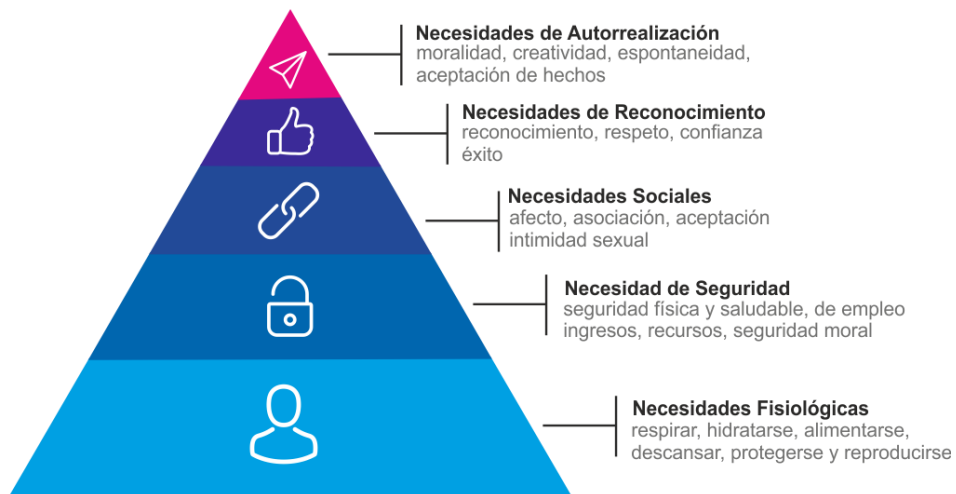 Necesidades de Autorrealización
moralidad, creatividad, espontaneidad,
aceptación de hechos
Necesidades de Reconocimiento
reconocimiento, respeto, confianza
éxito
Necesidades Sociales
afecto, asociación, aceptación
intimidad sexual
Necesidad de Seguridad
seguridad física y saludable, de empleo
ingresos, recursos, seguridad moral
Necesidades Fisiológicas
respirar, hidratarse, alimentarse,
descansar, protegerse y reproducirse